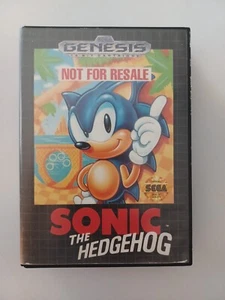 GENESIS
NOT FOR RESALE
SEGA
SONIC
THE
HEDGEHOG